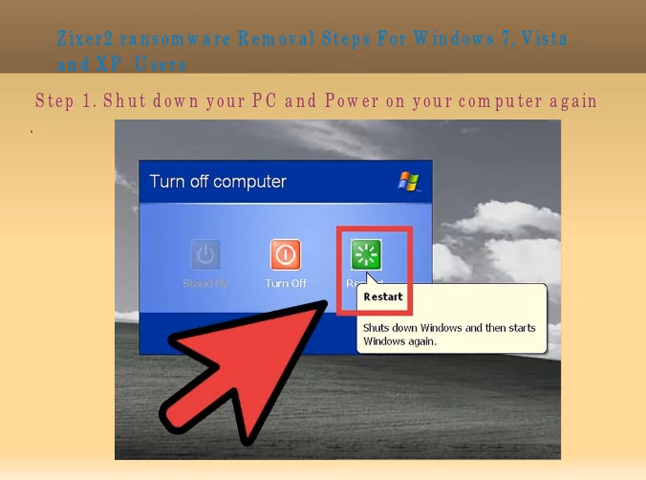 Zixer2 ransomware Removal Steps For Windows 7, Vista
and XP Users
Step 1. Shut down your PC and Power on your computer again
.
Turn off computer
Stand By
Turn Off
Restart
Restart
Shuts down Windows and then starts
Windows again.